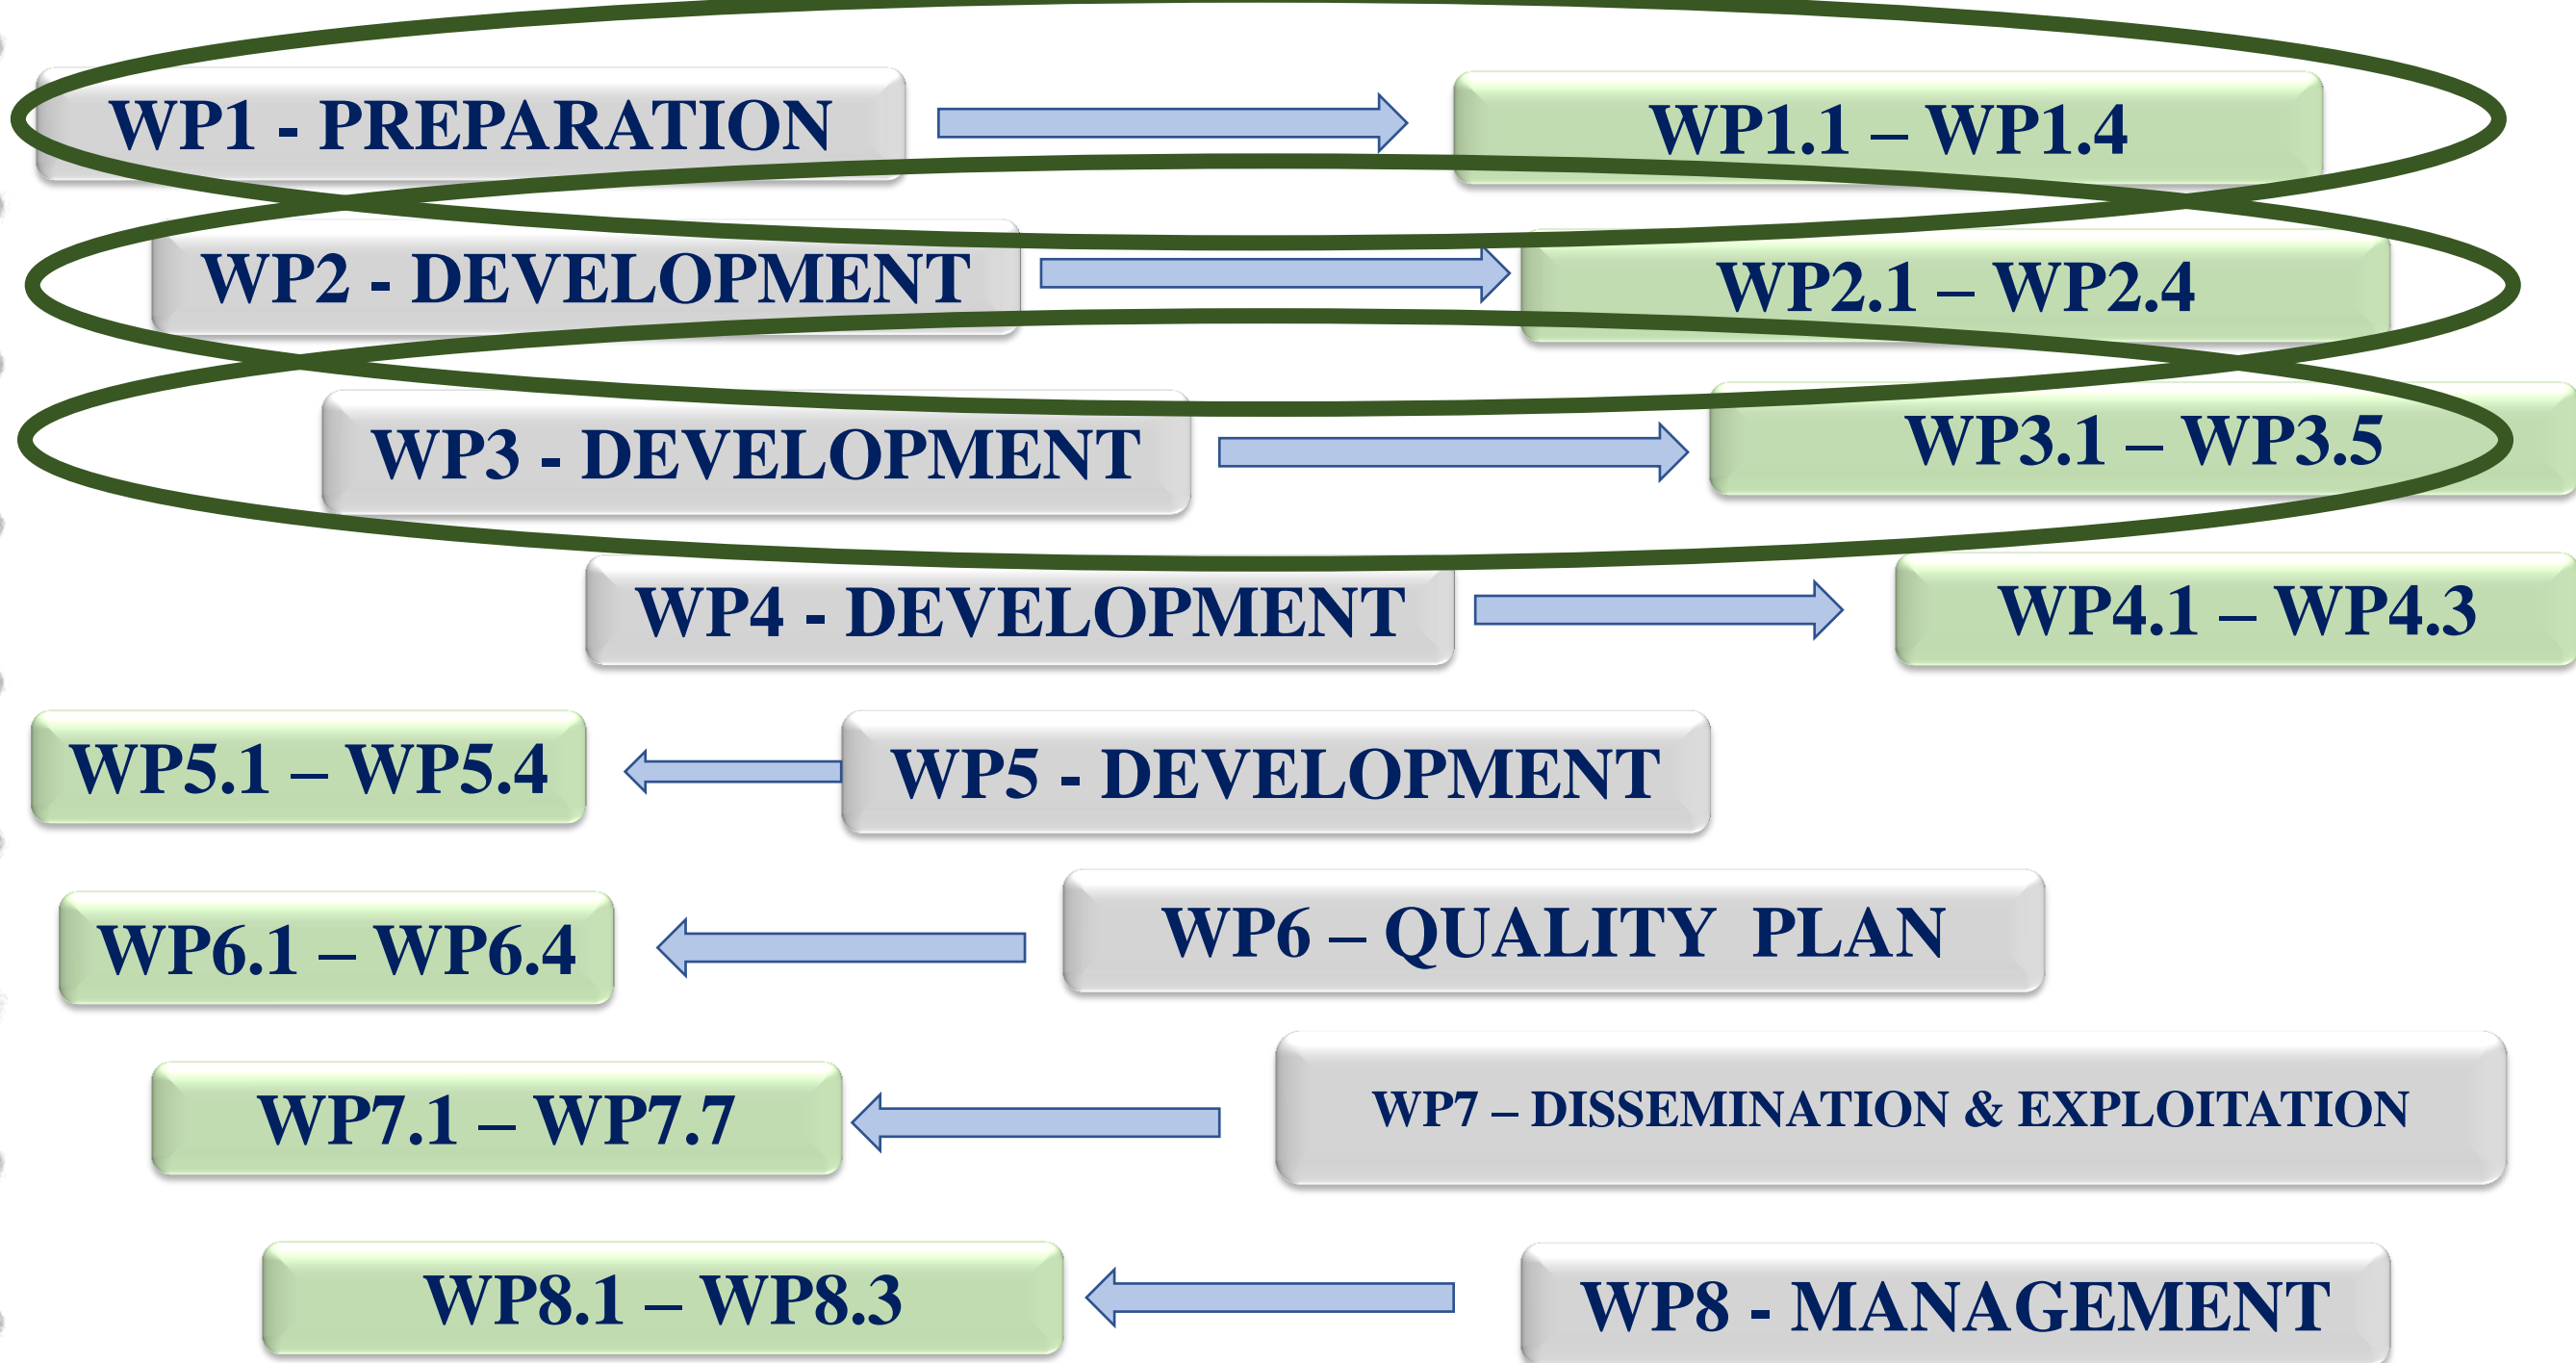 WP1 - PREPARATION
WP1.1 – WP1.4
WP2 - DEVELOPMENT
WP2.1 – WP2.4
WP3 - DEVELOPMENT
WP3.1 – WP3.5
WP4 - DEVELOPMENT
WP4.1 – WP4.3
WP5.1 – WP5.4
WP5 - DEVELOPMENT
WP6.1 – WP6.4
WP6 – QUALITY PLAN
WP7.1 – WP7.7
WP7 – DISSEMINATION & EXPLOITATION
WP8.1 – WP8.3
WP8 - MANAGEMENT